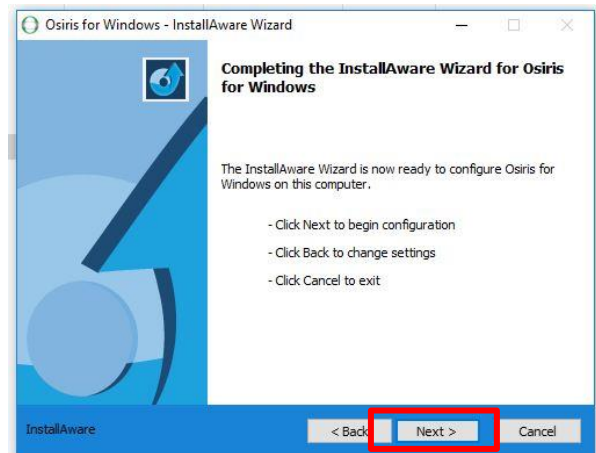 Osiris for Windows - InstallAware Wizard
Completing the InstallAware Wizard for Osiris
for Windows
The InstallAware Wizard is now ready to configure Osiris for
Windows on this computer.
- Click Next to begin configuration
- Click Back to change settings
- Click Cancel to exit
InstallAware
< Back
Next >
Cancel